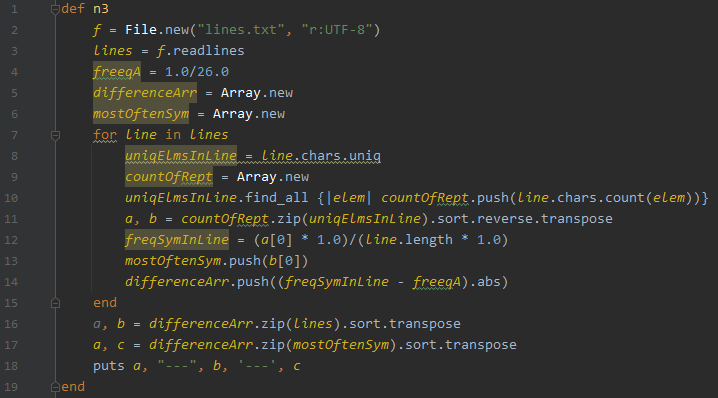 1 def n3
2 f = File.new("lines.txt", "r:UTF-8")
3 lines = f.readlines
4 freeqA = 1.0/26.0
5 differenceArr = Array.new
6 mostOftenSym = Array.new
7 for line in lines
8 uniqElmsInLine = line.chars.uniq
9 countOfRept = Array.new
10 uniqElmsInLine.find_all {|elem| countOfRept.push(line.chars.count(elem))}
11 a, b = countOfRept.zip(uniqElmsInLine).sort.reverse.transpose
12 freqSymInLine = (a[0] * 1.0)/(line.length * 1.0)
13 mostOftenSym.push(b[0])
14 differenceArr.push((freqSymInLine - freeqA).abs)
15 end
16 a, b = differenceArr.zip(lines).sort.transpose
17 a, c = differenceArr.zip(mostOftenSym).sort.transpose
18 puts a, "---", b, '---', c
19 end